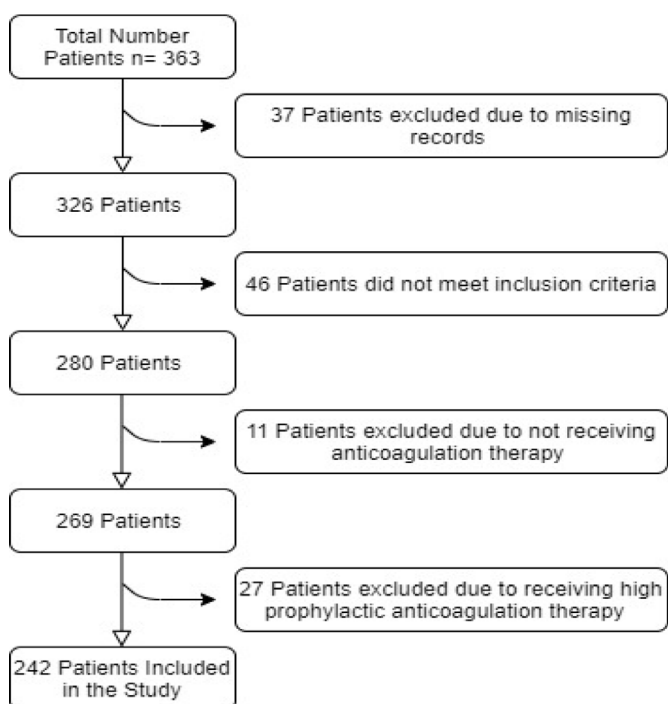 Total Number
Patients n= 363
37 Patients excluded due to missing
records
326 Patients
46 Patients did not meet inclusion criteria
280 Patients
11 Patients excluded due to not receiving
anticoagulation therapy
269 Patients
27 Patients excluded due to receiving high
prophylactic anticoagulation therapy
242 Patients Included
in the Study